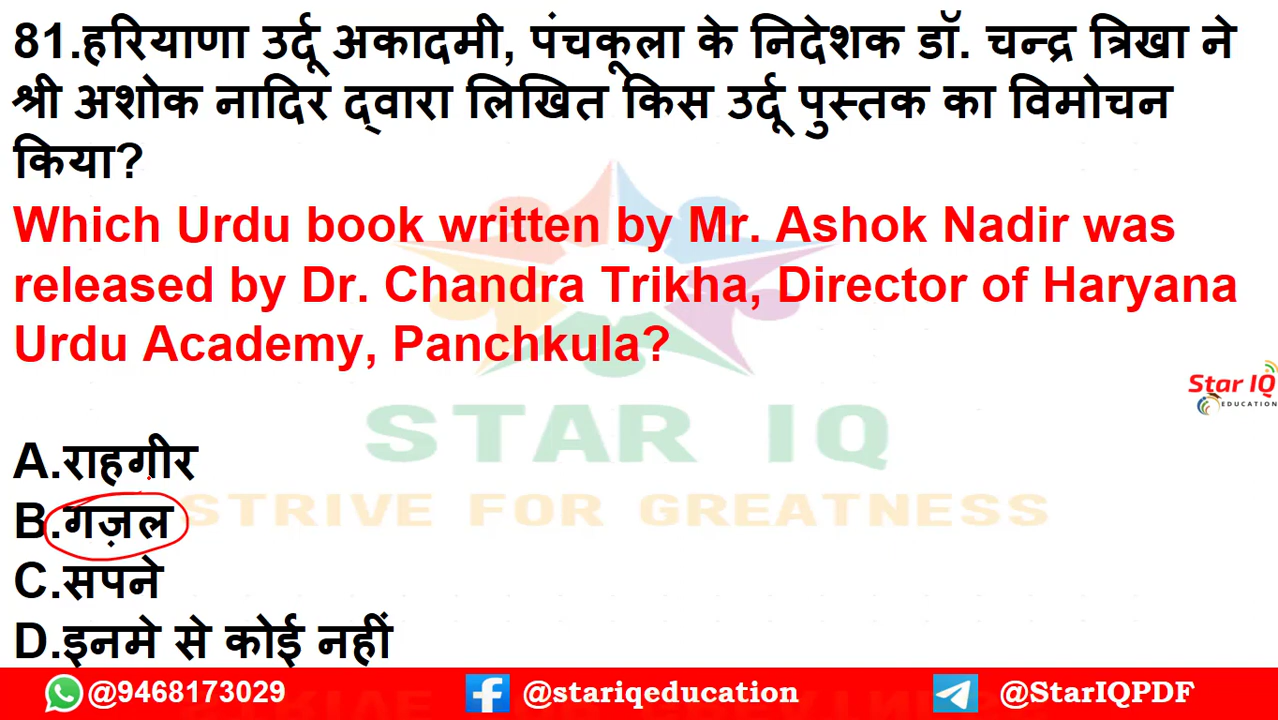 81.हरियाणा उर्दू अकादमी, पंचकूला के निदेशक डॉ. चन्द्र त्रिखा ने
श्री अशोक नादिर द्वारा लिखित किस उर्दू पुस्तक का विमोचन
किया?
Which Urdu book written by Mr. Ashok Nadir was
released by Dr. Chandra Trikha, Director of Haryana
Urdu Academy, Panchkula?
Star IQ
EDUCATION
STAR IQ
A.राहगीर
B.गज़ल
STRIVE FOR GREATNESS
C.सपने
D.इनमे से कोई नहीं
@9468173029 @stariqeducation @StarIQPDF